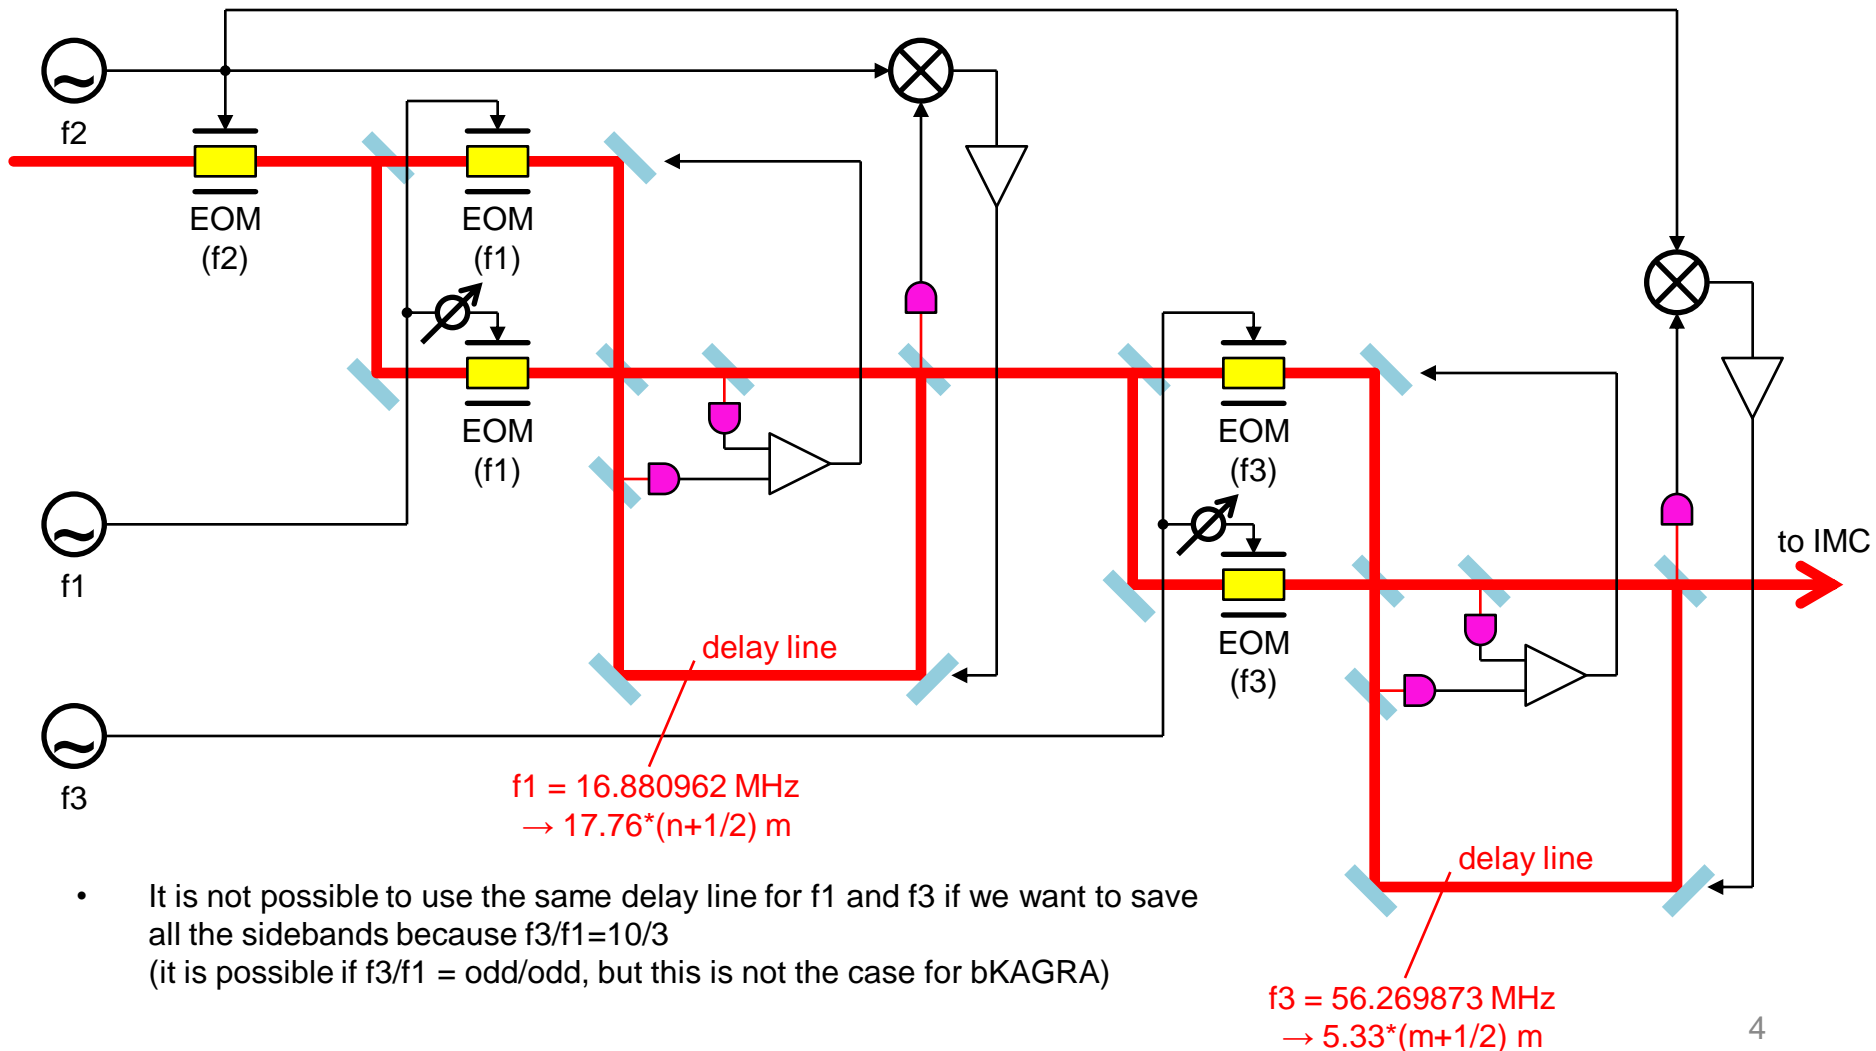 f2
EOM
(f2)
EOM
(f1)
EOM
(f1)
f1
EOM
(f3)
EOM
(f3)
to IMC
f3
delay line
f1 = 16.880962 MHz
→ 17.76*(n+1/2) m
delay line
f3 = 56.269873 MHz
→ 5.33*(m+1/2) m
• It is not possible to use the same delay line for f1 and f3 if we want to save
all the sidebands because f3/f1=10/3
(it is possible if f3/f1 = odd/odd, but this is not the case for bKAGRA)
4